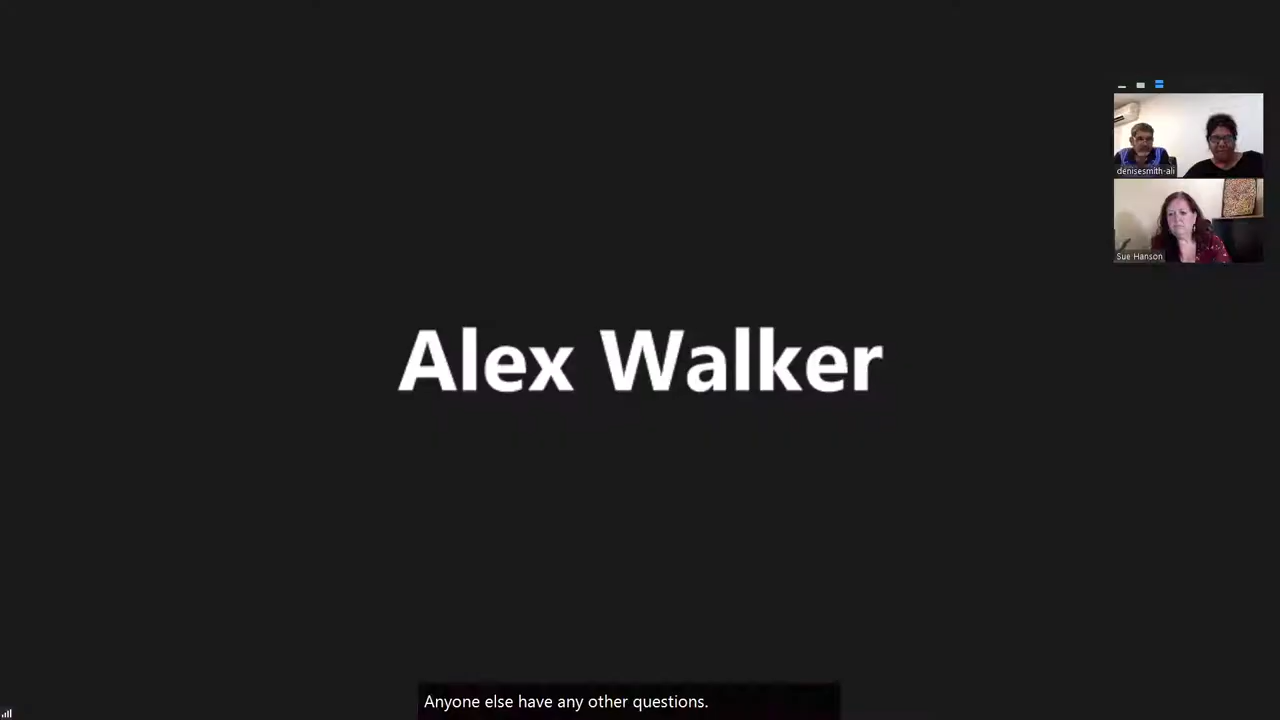 denisesmith-ali
Sue Hanson
Alex Walker
Anyone else have any other questions.